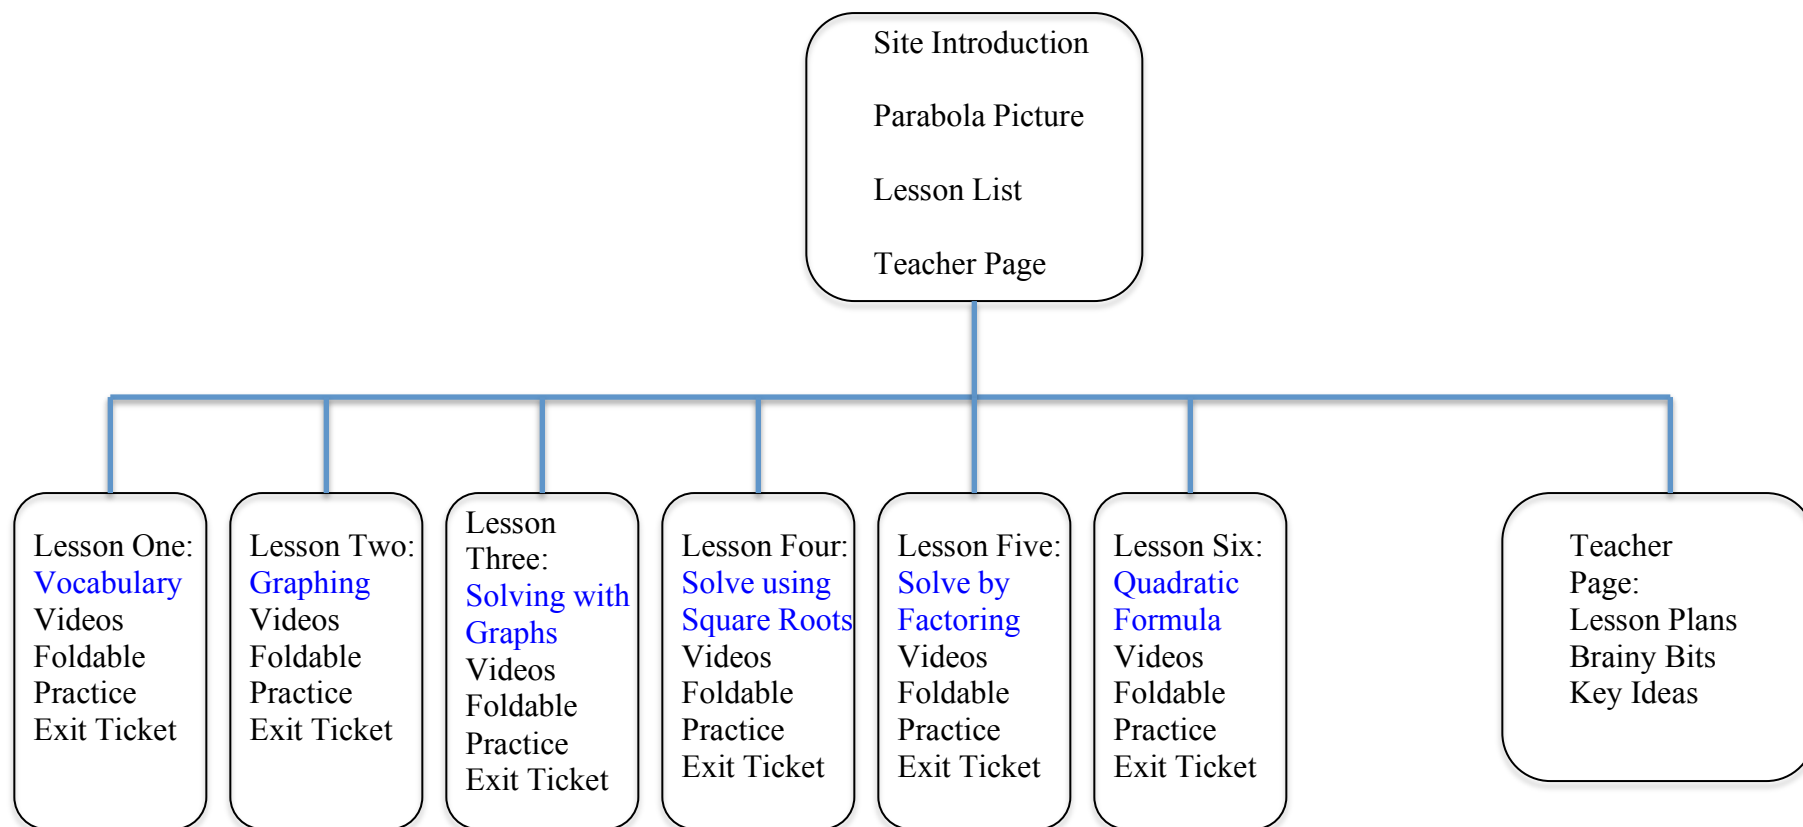 Site Introduction
Parabola Picture
Lesson List
Teacher Page
Lesson One:
Vocabulary
Videos
Foldable
Practice
Exit Ticket
Lesson Two:
Graphing
Videos
Foldable
Practice
Exit Ticket
Lesson
Three:
Solving with
Graphs
Videos
Foldable
Practice
Exit Ticket
Lesson Four:
Solve using
Square Roots
Videos
Foldable
Practice
Exit Ticket
Lesson Five:
Solve by
Factoring
Videos
Foldable
Practice
Exit Ticket
Lesson Six:
Quadratic
Formula
Videos
Foldable
Practice
Exit Ticket
Teacher
Page:
Lesson Plans
Brainy Bits
Key Ideas